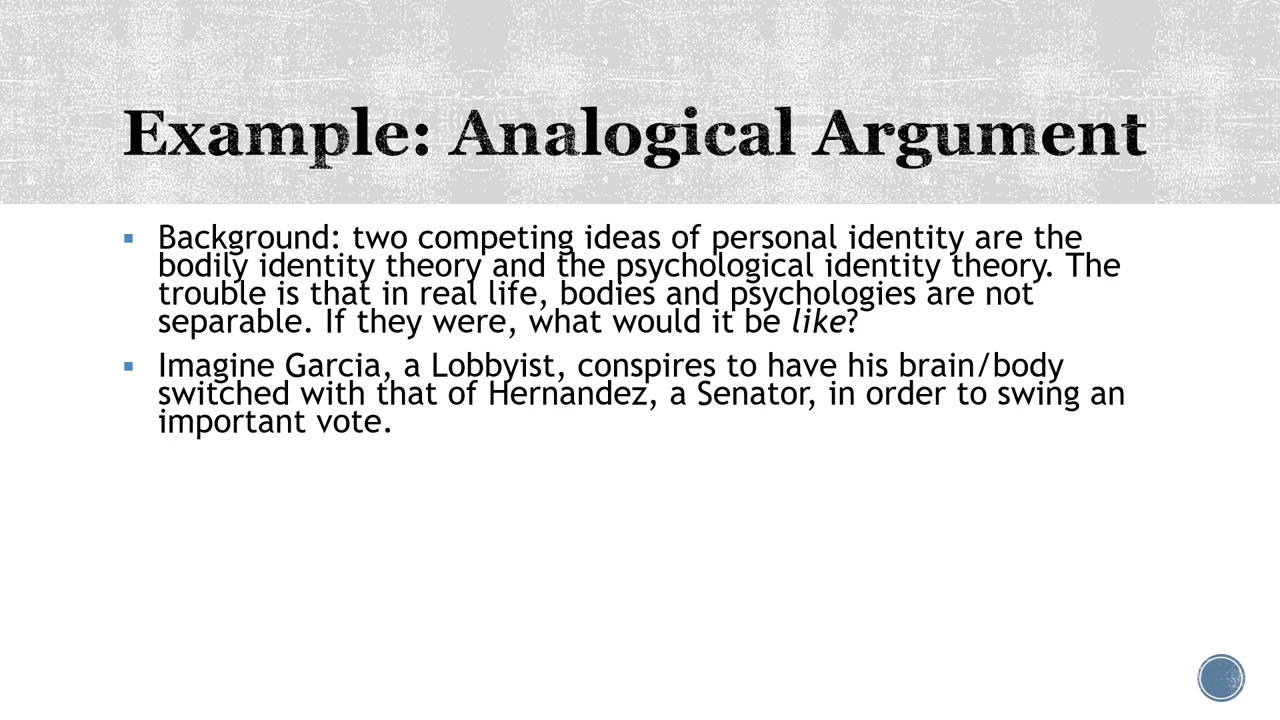 Example: Analogical Argument
▪ Background: two competing ideas of personal identity are the
bodily identity theory and the psychological identity theory. The
trouble is that in real life, bodies and psychologies are not
separable. If they were, what would it be like?
▪ Imagine Garcia, a Lobbyist, conspires to have his brain/body
switched with that of Hernandez, a Senator, in order to swing an
important vote.